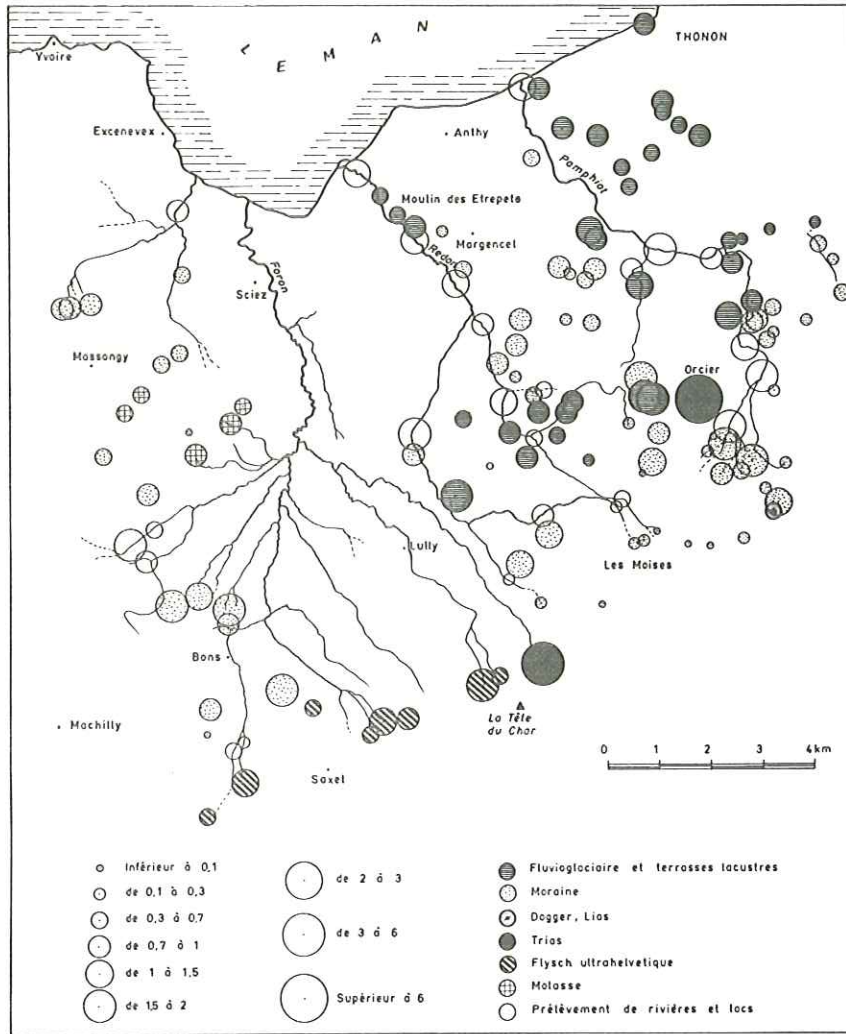 LEMAN
THONON
Yvoire
Excenevex
Anthy
Pamphiot
Moulin des Etrepets
Margencel
Redon
Foron
Sciez
Massongy
Orcier
Lully
Les Moises
Bons
La Tête
du Char
Machilly
Saxel
0 1 2 3 4 km
Inférieur à 0,1
de 0,1 à 0,3
de 0,3 à 0,7
de 0,7 à 1
de 1 à 1,5
de 1,5 à 2
de 2 à 3
de 3 à 6
Supérieur à 6
Fluvioglaciaire et terrasses lacustres
Moraine
Dogger, Lias
Trias
Flysch ultrahelvetique
Molasse
Prélèvement de rivières et lacs